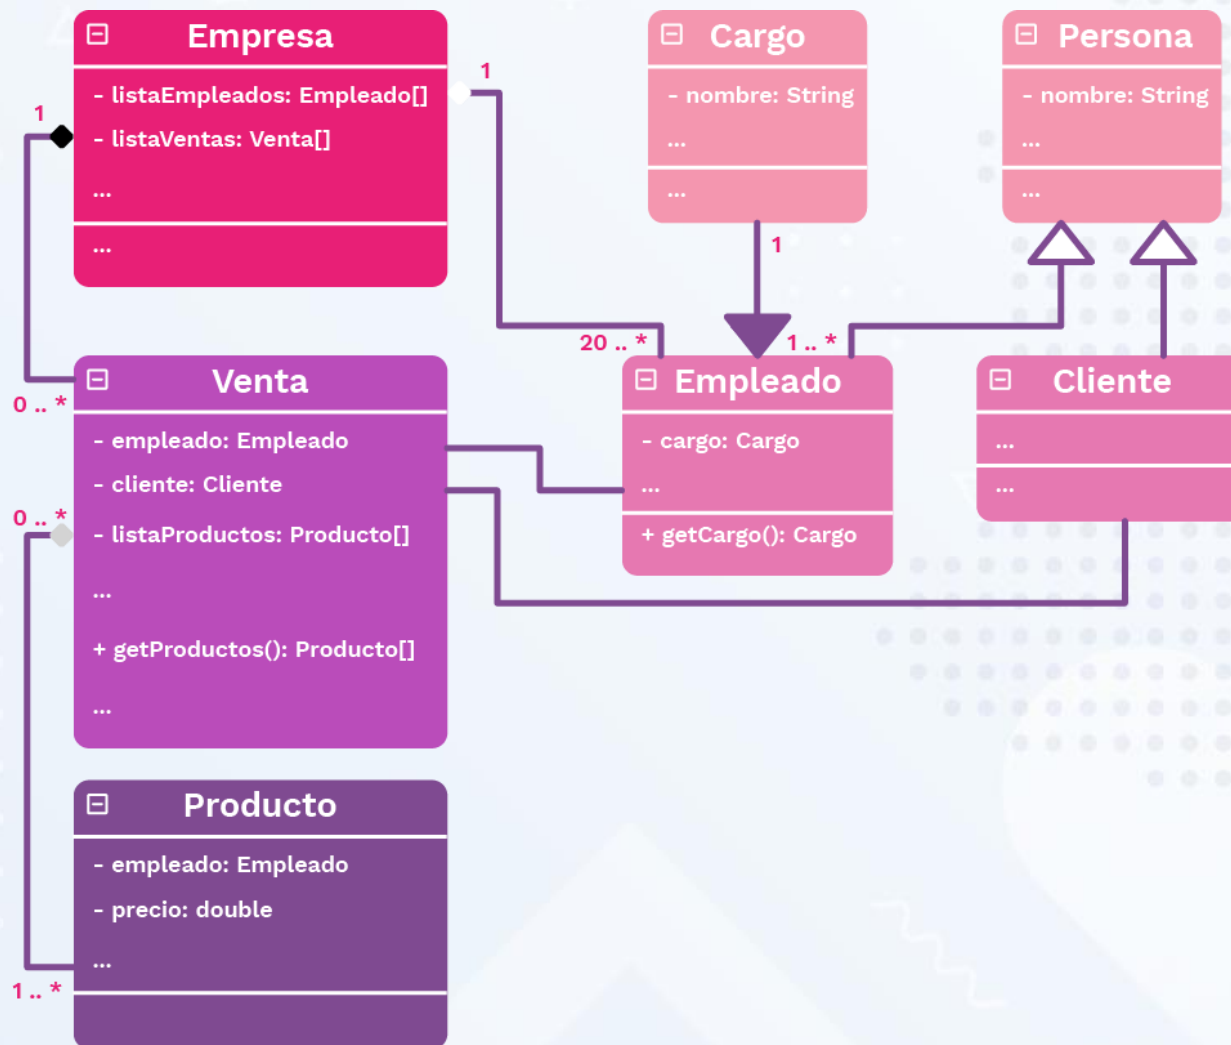 Empresa
- listaEmpleados: Empleado[]
- listaVentas: Venta[]
...
...
1
1
Cargo
- nombre: String
...
...
1
Persona
- nombre: String
...
...
20 .. *
1 .. *
0 .. *
Venta
- empleado: Empleado
- cliente: Cliente
- listaProductos: Producto[]
...
+ getProductos(): Producto[]
...
0 .. *
Empleado
- cargo: Cargo
...
+ getCargo(): Cargo
Cliente
...
...
Producto
- empleado: Empleado
- precio: double
...
1 .. *